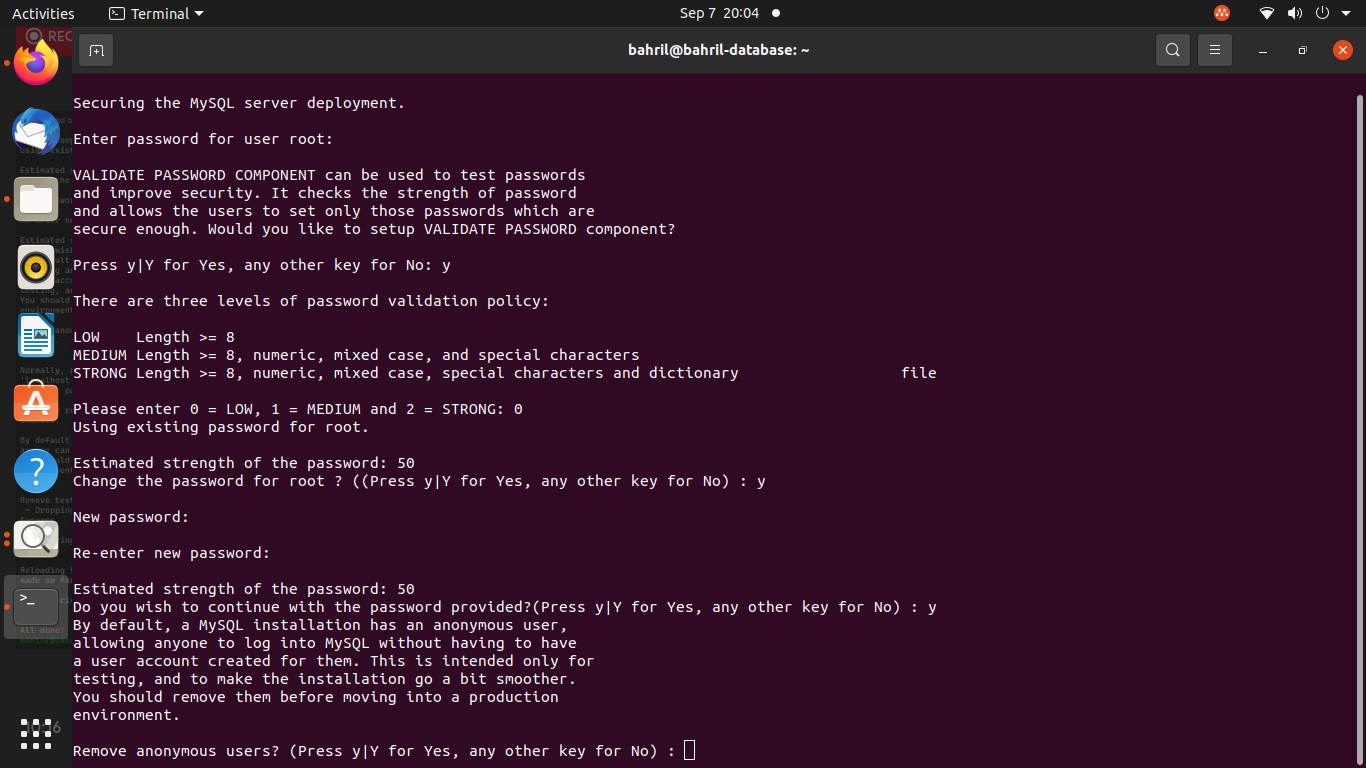 Activities
Terminal
Sep 7 20:04
REC
bahril@bahril-database: ~
Securing the MySQL server deployment.
Enter password for user root:
VALIDATE PASSWORD COMPONENT can be used to test passwords
and improve security. It checks the strength of password
and allows the users to set only those passwords which are
secure enough. Would you like to setup VALIDATE PASSWORD component?
Press y|Y for Yes, any other key for No: y
There are three levels of password validation policy:
LOW    Length >= 8
MEDIUM Length >= 8, numeric, mixed case, and special characters
STRONG Length >= 8, numeric, mixed case, special characters and dictionary                  file
Please enter 0 = LOW, 1 = MEDIUM and 2 = STRONG: 0
Using existing password for root.
Estimated strength of the password: 50
Change the password for root ? ((Press y|Y for Yes, any other key for No) : y
New password:
Re-enter new password:
Estimated strength of the password: 50
Do you wish to continue with the password provided?(Press y|Y for Yes, any other key for No) : y
By default, a MySQL installation has an anonymous user,
allowing anyone to log into MySQL without having to have
a user account created for them. This is intended only for
testing, and to make the installation go a bit smoother.
You should remove them before moving into a production
environment.
Remove anonymous users? (Press y|Y for Yes, any other key for No) :